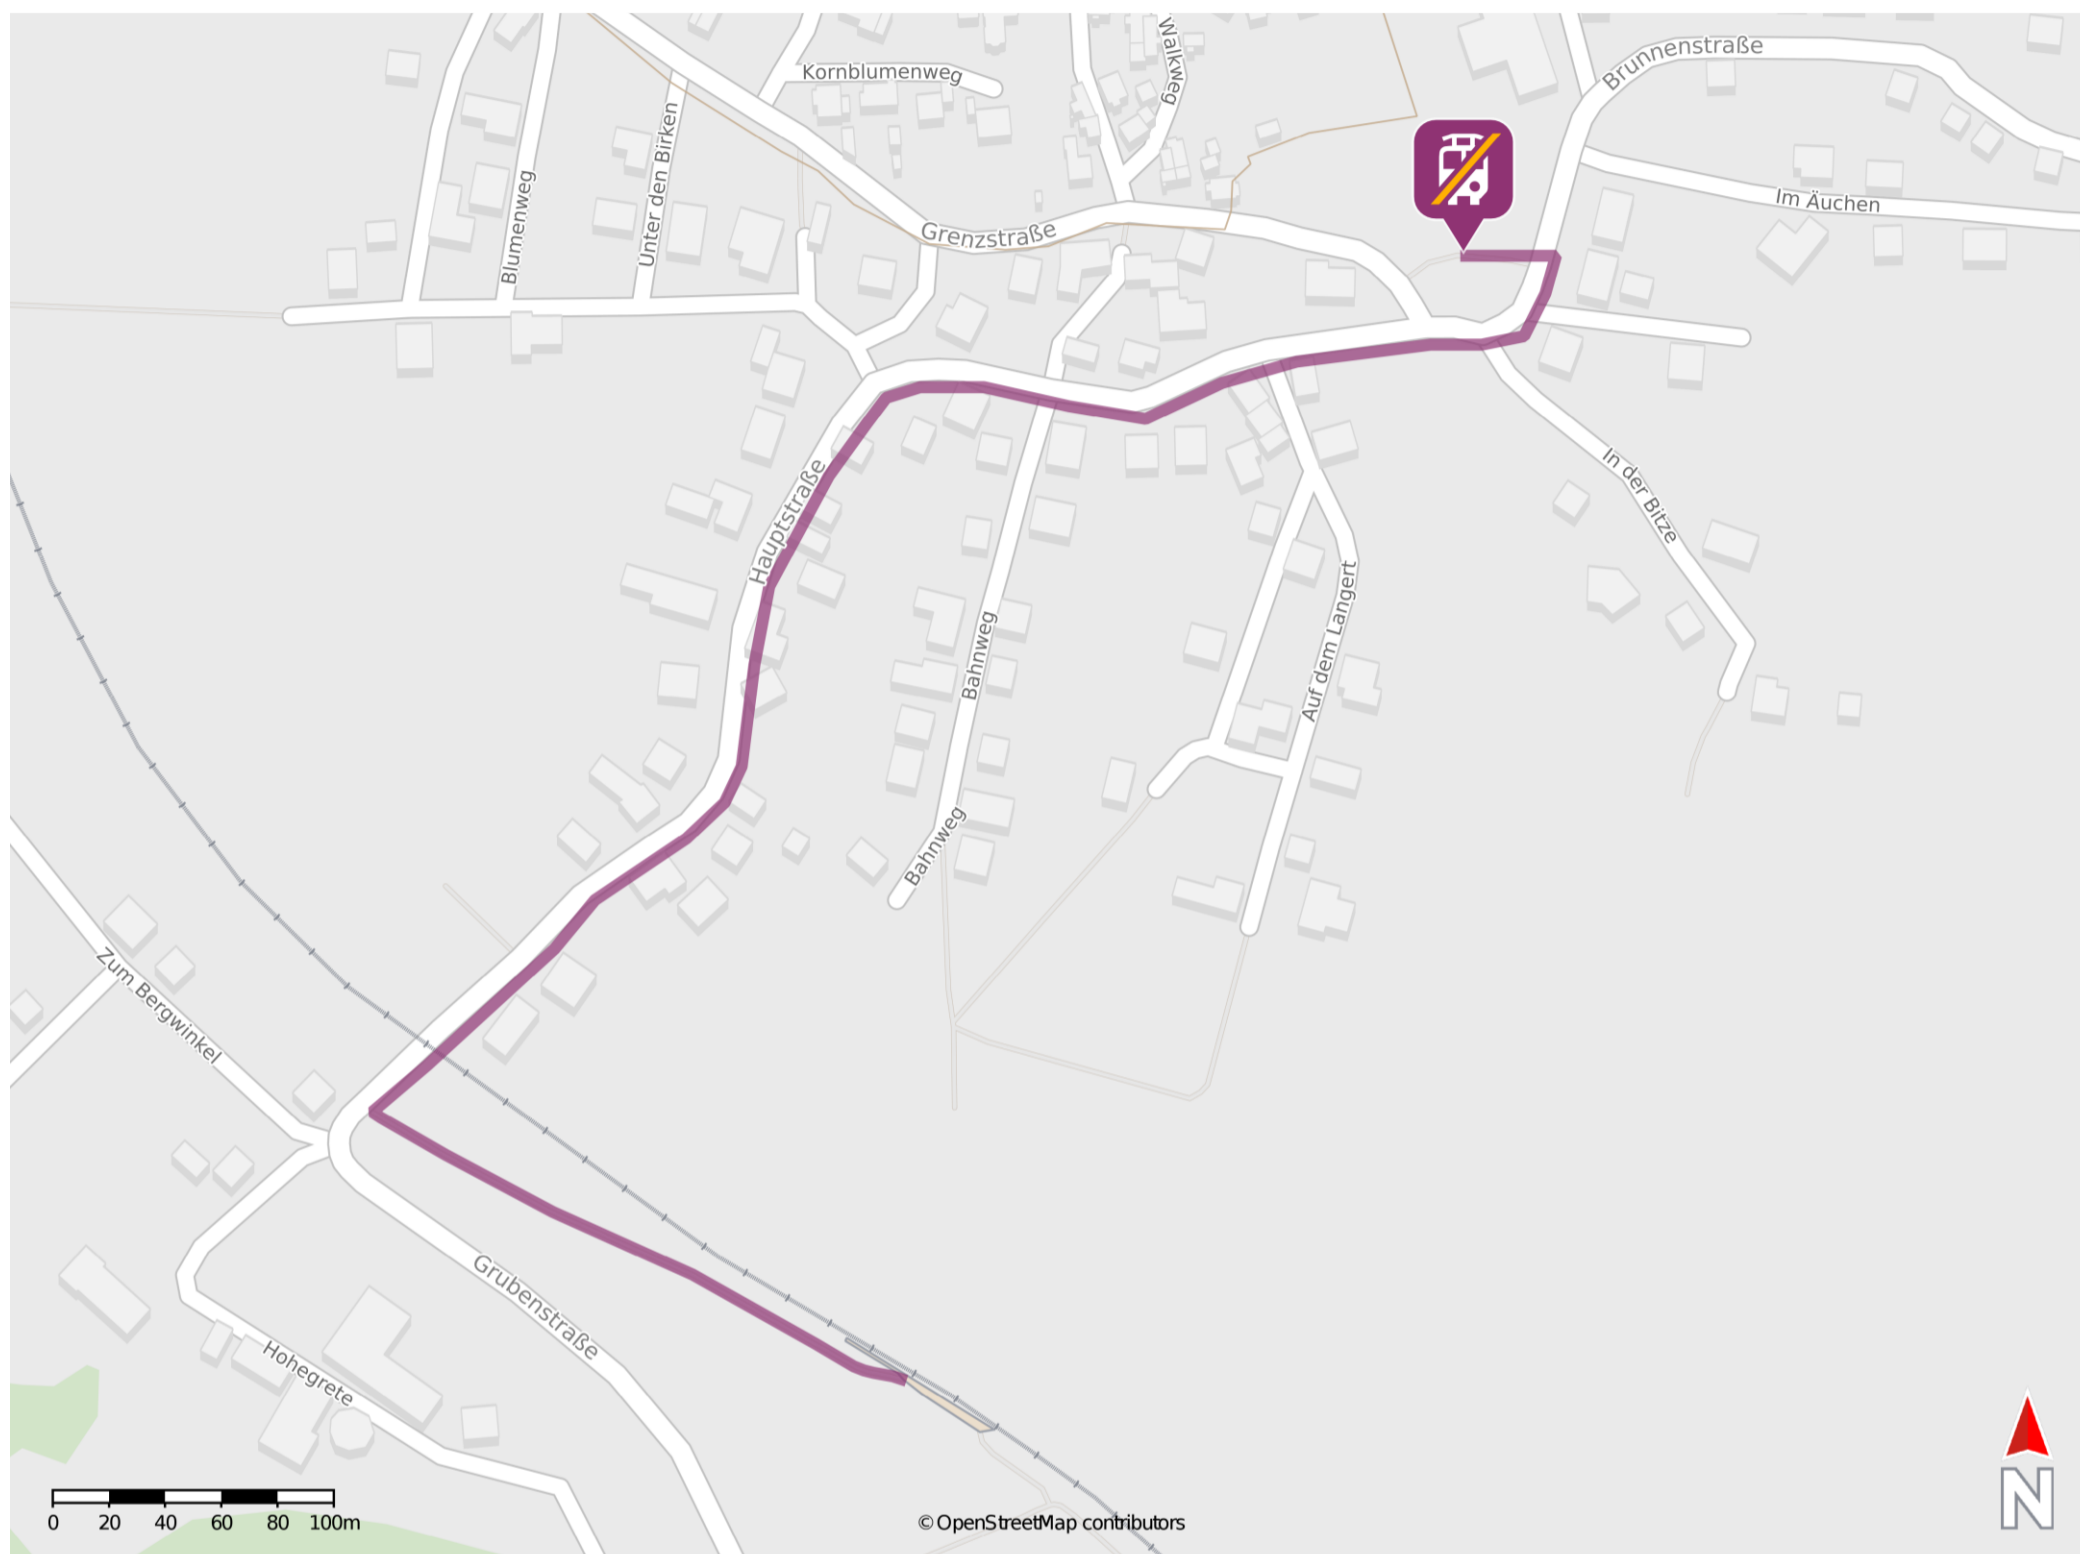 Walkweg
Brunnenstraße
Kornblumenweg
Unter den Birken
Blumenweg
Im Äuchen
Grenzstraße
In der Bitze
Hauptstraße
Bahnweg
Auf dem Langert
Bahnweg
Zum Bergwinkel
Grubenstraße
Hohegrete
0 20 40 60 80 100m
© OpenStreetMap contributors
N